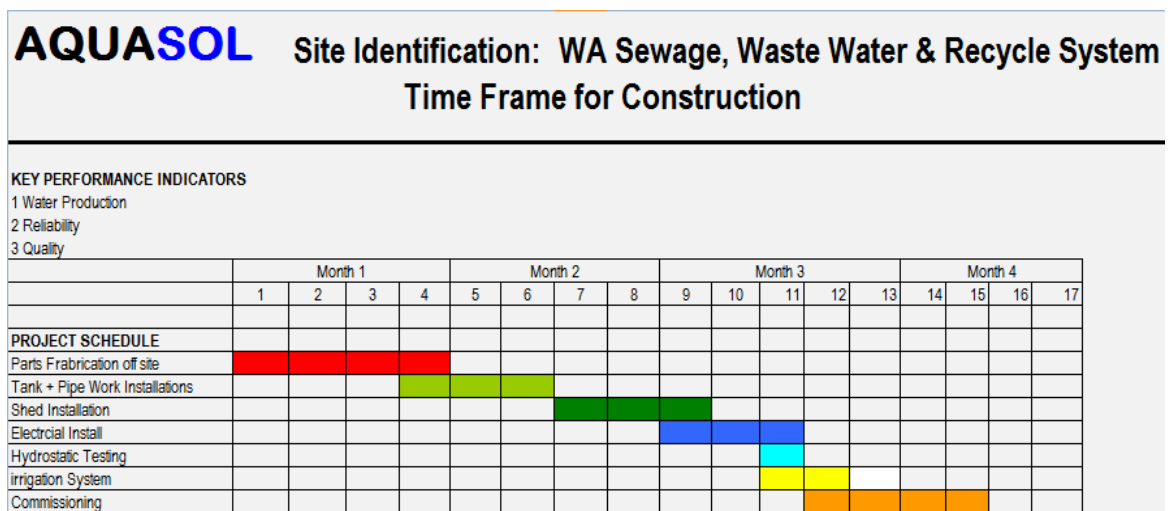 AQUASOL Site Identification: WA Sewage, Waste Water & Recycle System
Time Frame for Construction
KEY PERFORMANCE INDICATORS
1 Water Production
2 Reliability
3 Quality
Month 1 Month 2 Month 3 Month 4
1 2 3 4 5 6 7 8 9 10 11 12 13 14 15 16 17
PROJECT SCHEDULE
Parts Frabrication off site
Tank + Pipe Work Installations
Shed Installation
Electrcial Install
Hydrostatic Testing
irrigation System
Commissioning